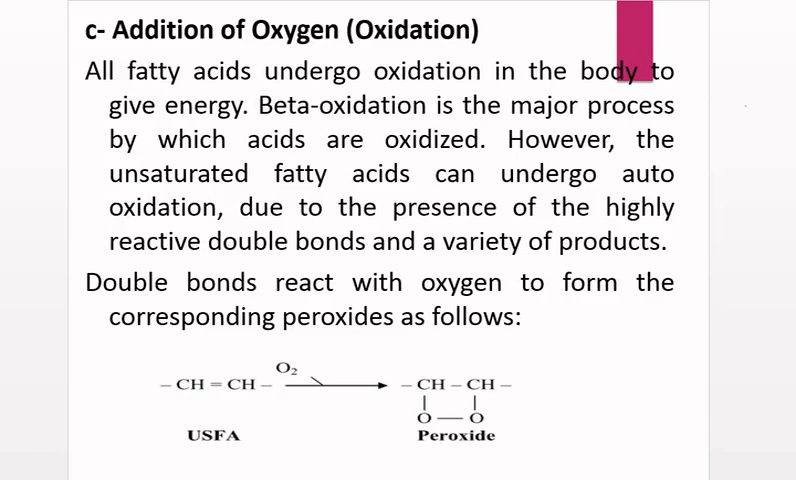 c- Addition of Oxygen (Oxidation)
All fatty acids undergo oxidation in the body to
give energy. Beta-oxidation is the major process
by which acids are oxidized. However, the
unsaturated fatty acids can undergo auto
oxidation, due to the presence of the highly
reactive double bonds and a variety of products.
Double bonds react with oxygen to form the
corresponding peroxides as follows:
O₂
– CH = CH – – CH – CH –
| |
O — O
USFA Peroxide